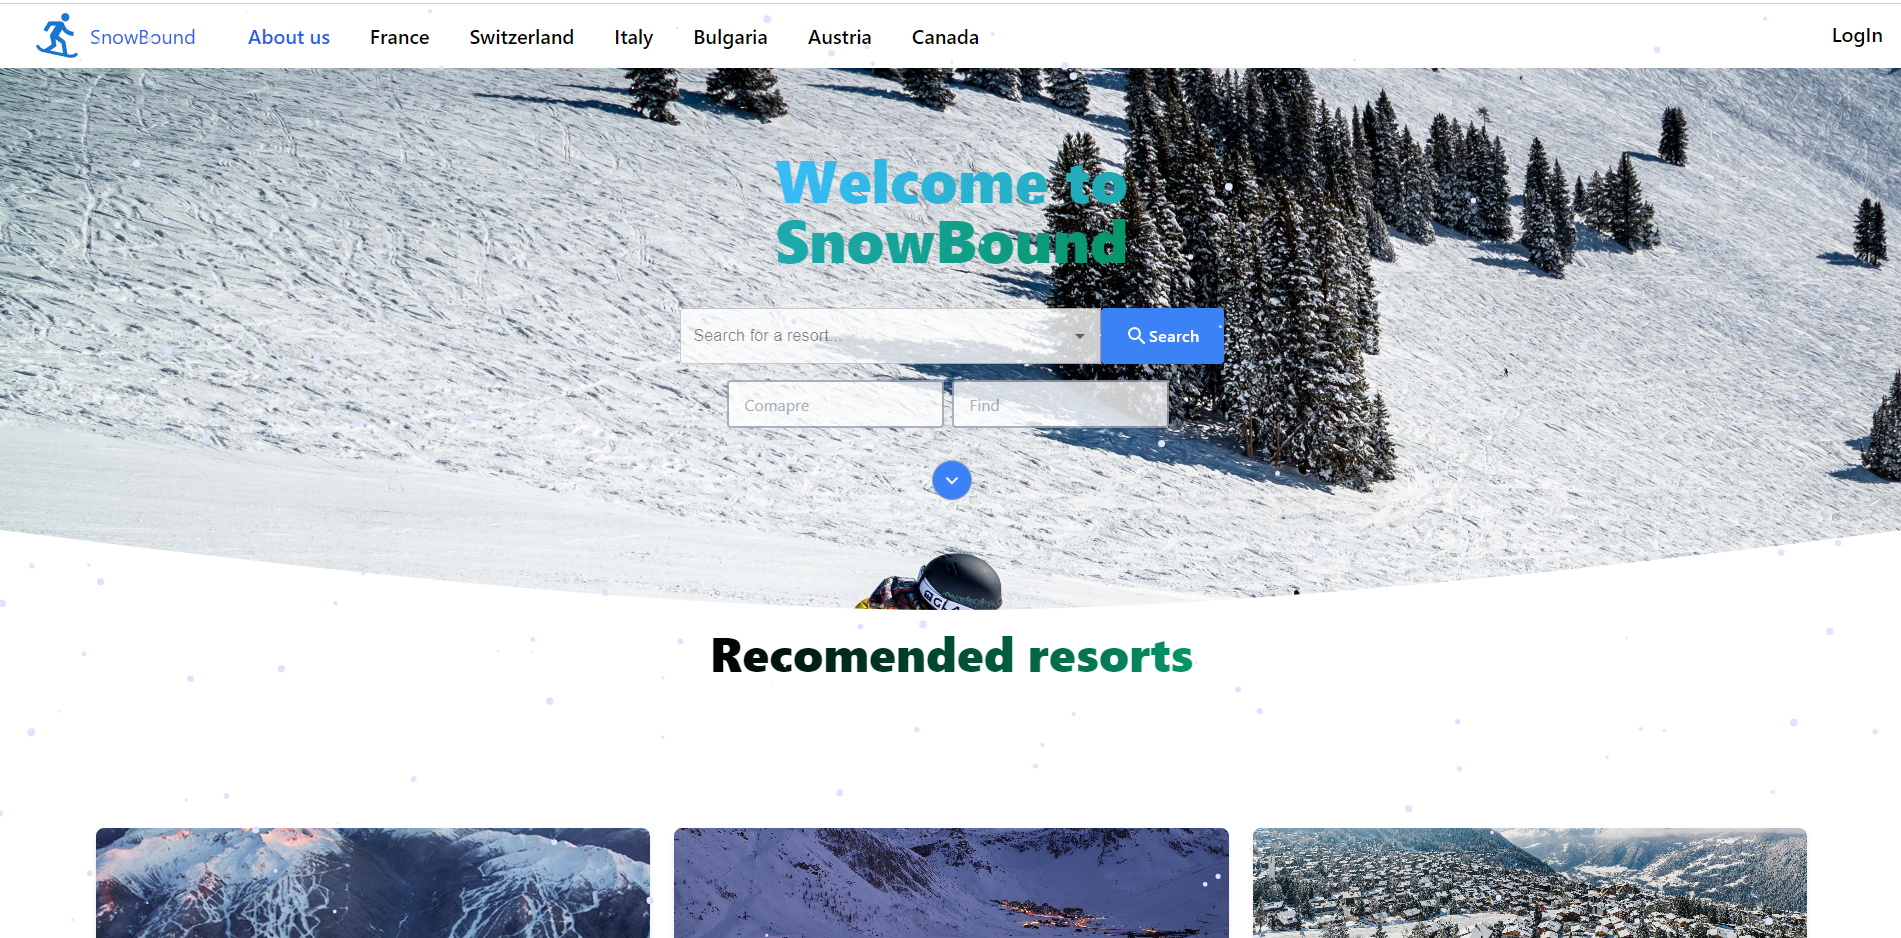 SnowBound
About us
France
Switzerland
Italy
Bulgaria
Austria
Canada
LogIn
Welcome to
SnowBound
Search for a resort...
Search
Comapre
Find
Recomended resorts